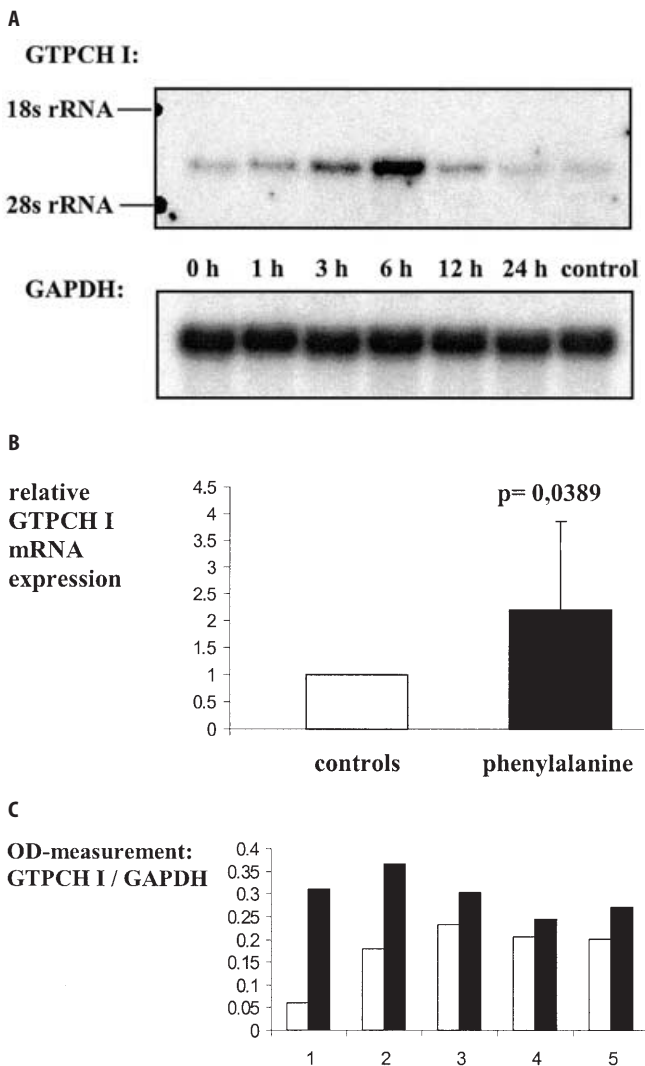 A
GTPCH I:
18s rRNA
28s rRNA
0 h 1 h 3 h 6 h 12 h 24 h control
GAPDH:
B
relative
GTPCH I
mRNA
expression
4.5
4
3.5
3
2.5
2
1.5
1
0.5
0
p= 0,0389
controls phenylalanine
C
OD-measurement:
GTPCH I / GAPDH
0.4
0.35
0.3
0.25
0.2
0.15
0.1
0.05
0
1 2 3 4 5